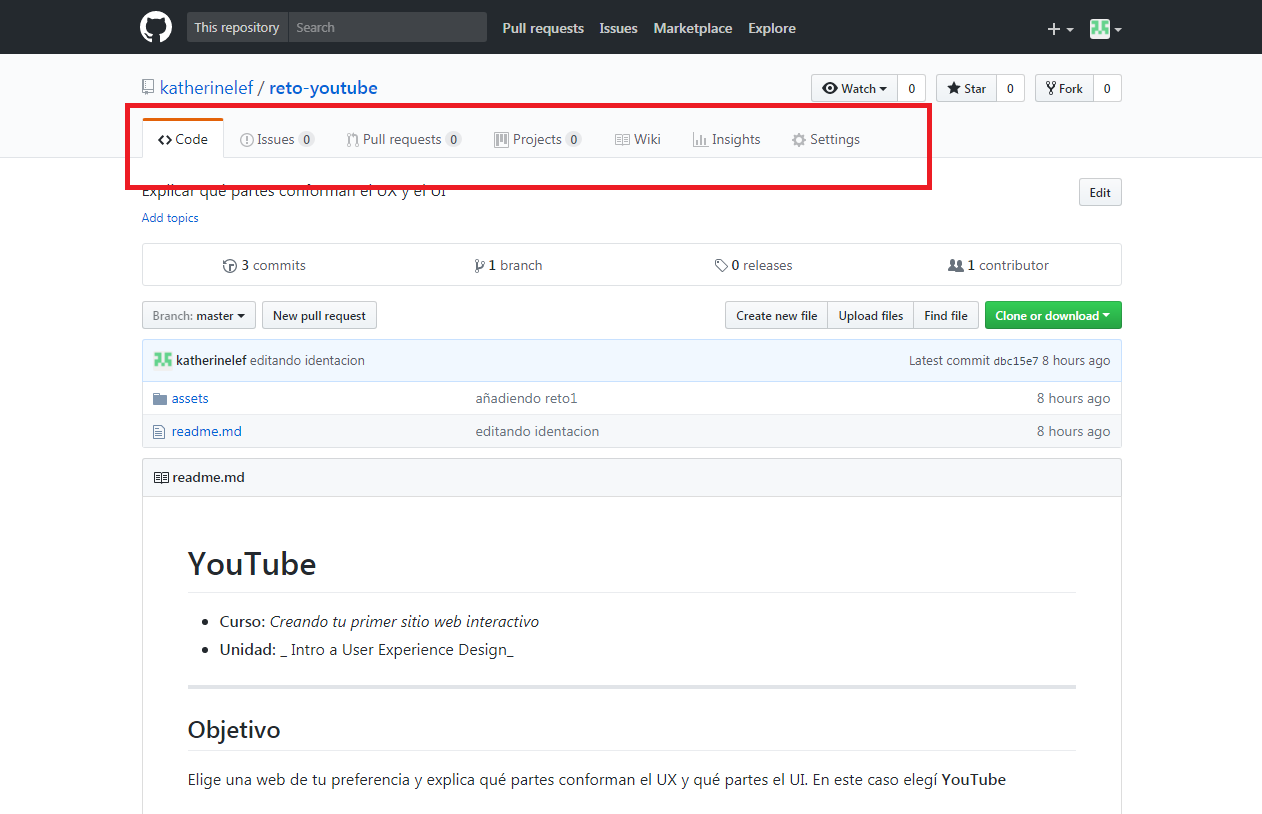 This repository Search Pull requests Issues Marketplace Explore
katherinelef / reto-youtube Watch 0 Star 0 Fork 0
Code Issues 0 Pull requests 0 Projects 0 Wiki Insights Settings
Explicar qué partes conforman el UX y el UI Edit
Add topics
3 commits 1 branch 0 releases 1 contributor
Branch: master New pull request Create new file Upload files Find file Clone or download
katherinelef editando identacion Latest commit dbc15e7 8 hours ago
assets añadiendo reto1 8 hours ago
readme.md editando identacion 8 hours ago
readme.md
YouTube
• Curso: Creando tu primer sitio web interactivo
• Unidad: _ Intro a User Experience Design_
Objetivo
Elige una web de tu preferencia y explica qué partes conforman el UX y qué partes el UI. En este caso elegí YouTube